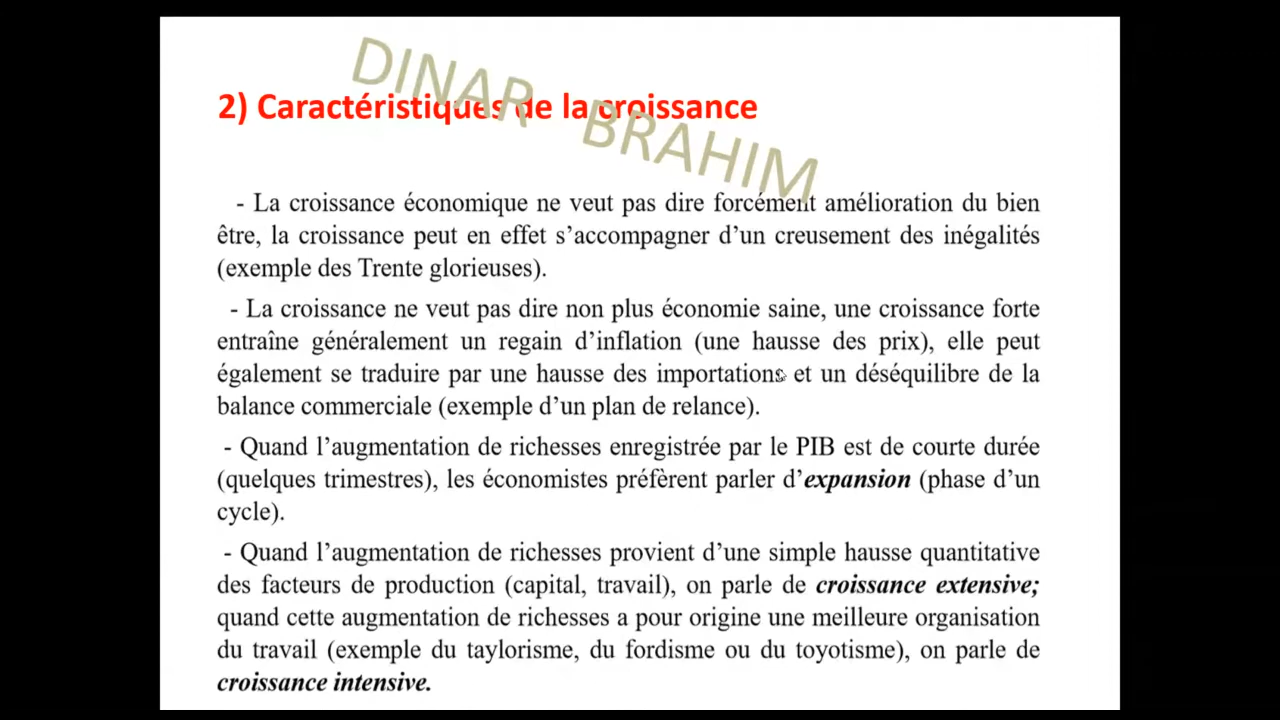 DINAR BRAHIM
2) Caractéristiques de la croissance
- La croissance économique ne veut pas dire forcément amélioration du bien
être, la croissance peut en effet s’accompagner d’un creusement des inégalités
(exemple des Trente glorieuses).
- La croissance ne veut pas dire non plus économie saine, une croissance forte
entraîne généralement un regain d’inflation (une hausse des prix), elle peut
également se traduire par une hausse des importations et un déséquilibre de la
balance commerciale (exemple d’un plan de relance).
- Quand l’augmentation de richesses enregistrée par le PIB est de courte durée
(quelques trimestres), les économistes préfèrent parler d’expansion (phase d’un
cycle).
- Quand l’augmentation de richesses provient d’une simple hausse quantitative
des facteurs de production (capital, travail), on parle de croissance extensive;
quand cette augmentation de richesses a pour origine une meilleure organisation
du travail (exemple du taylorisme, du fordisme ou du toyotisme), on parle de
croissance intensive.